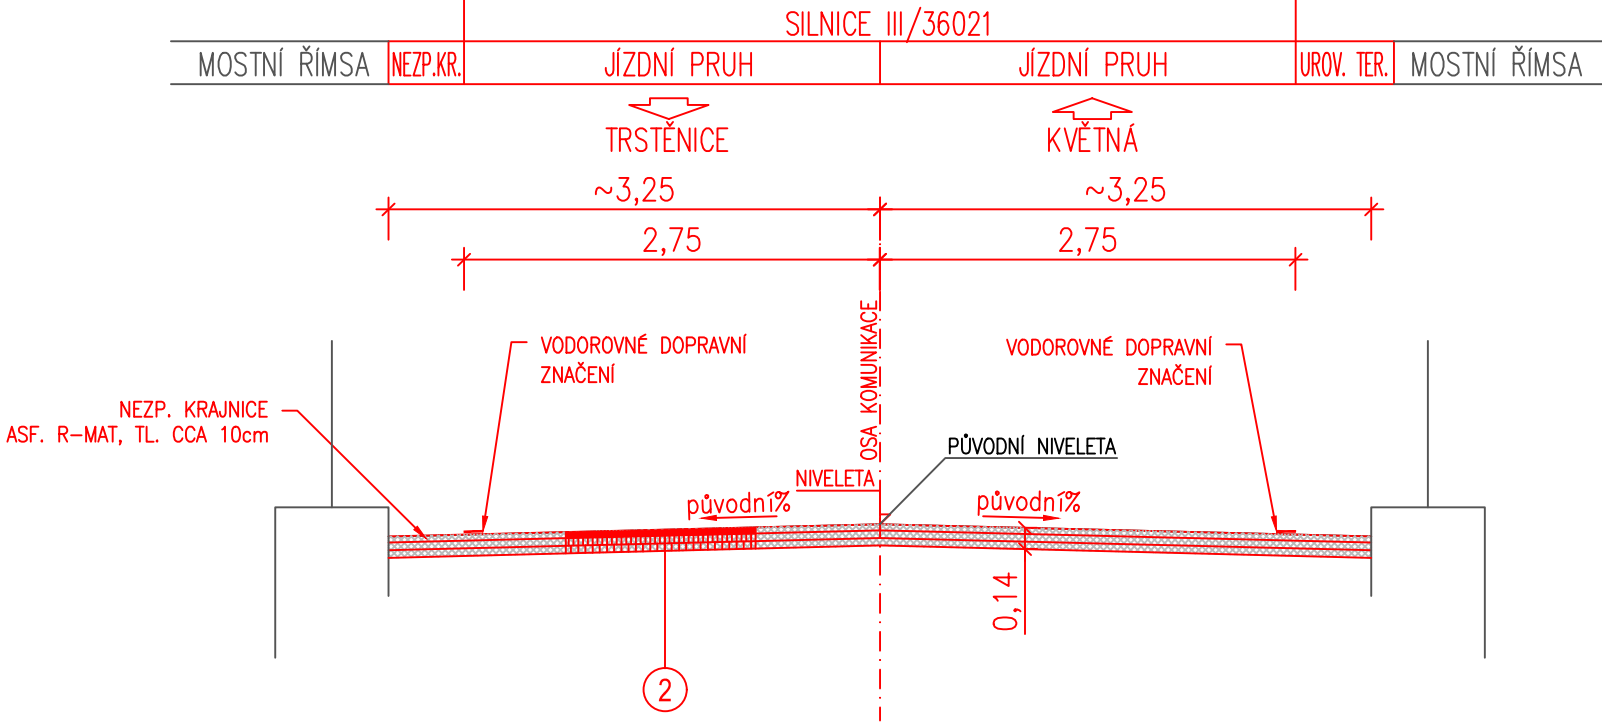 SILNICE III/36021
MOSTNÍ ŘÍMSA NEZP.KR. JÍZDNÍ PRUH JÍZDNÍ PRUH UROV. TER. MOSTNÍ ŘÍMSA
TRSTĚNICE KVĚTNÁ
~3,25 ~3,25
2,75 2,75
OSA KOMUNIKACE
VODOROVNÉ DOPRAVNÍ
ZNAČENÍ
VODOROVNÉ DOPRAVNÍ
ZNAČENÍ
NEZP. KRAJNICE
ASF. R-MAT, TL. CCA 10cm
PŮVODNÍ NIVELETA
NIVELETA
původní% původní%
0,14
2